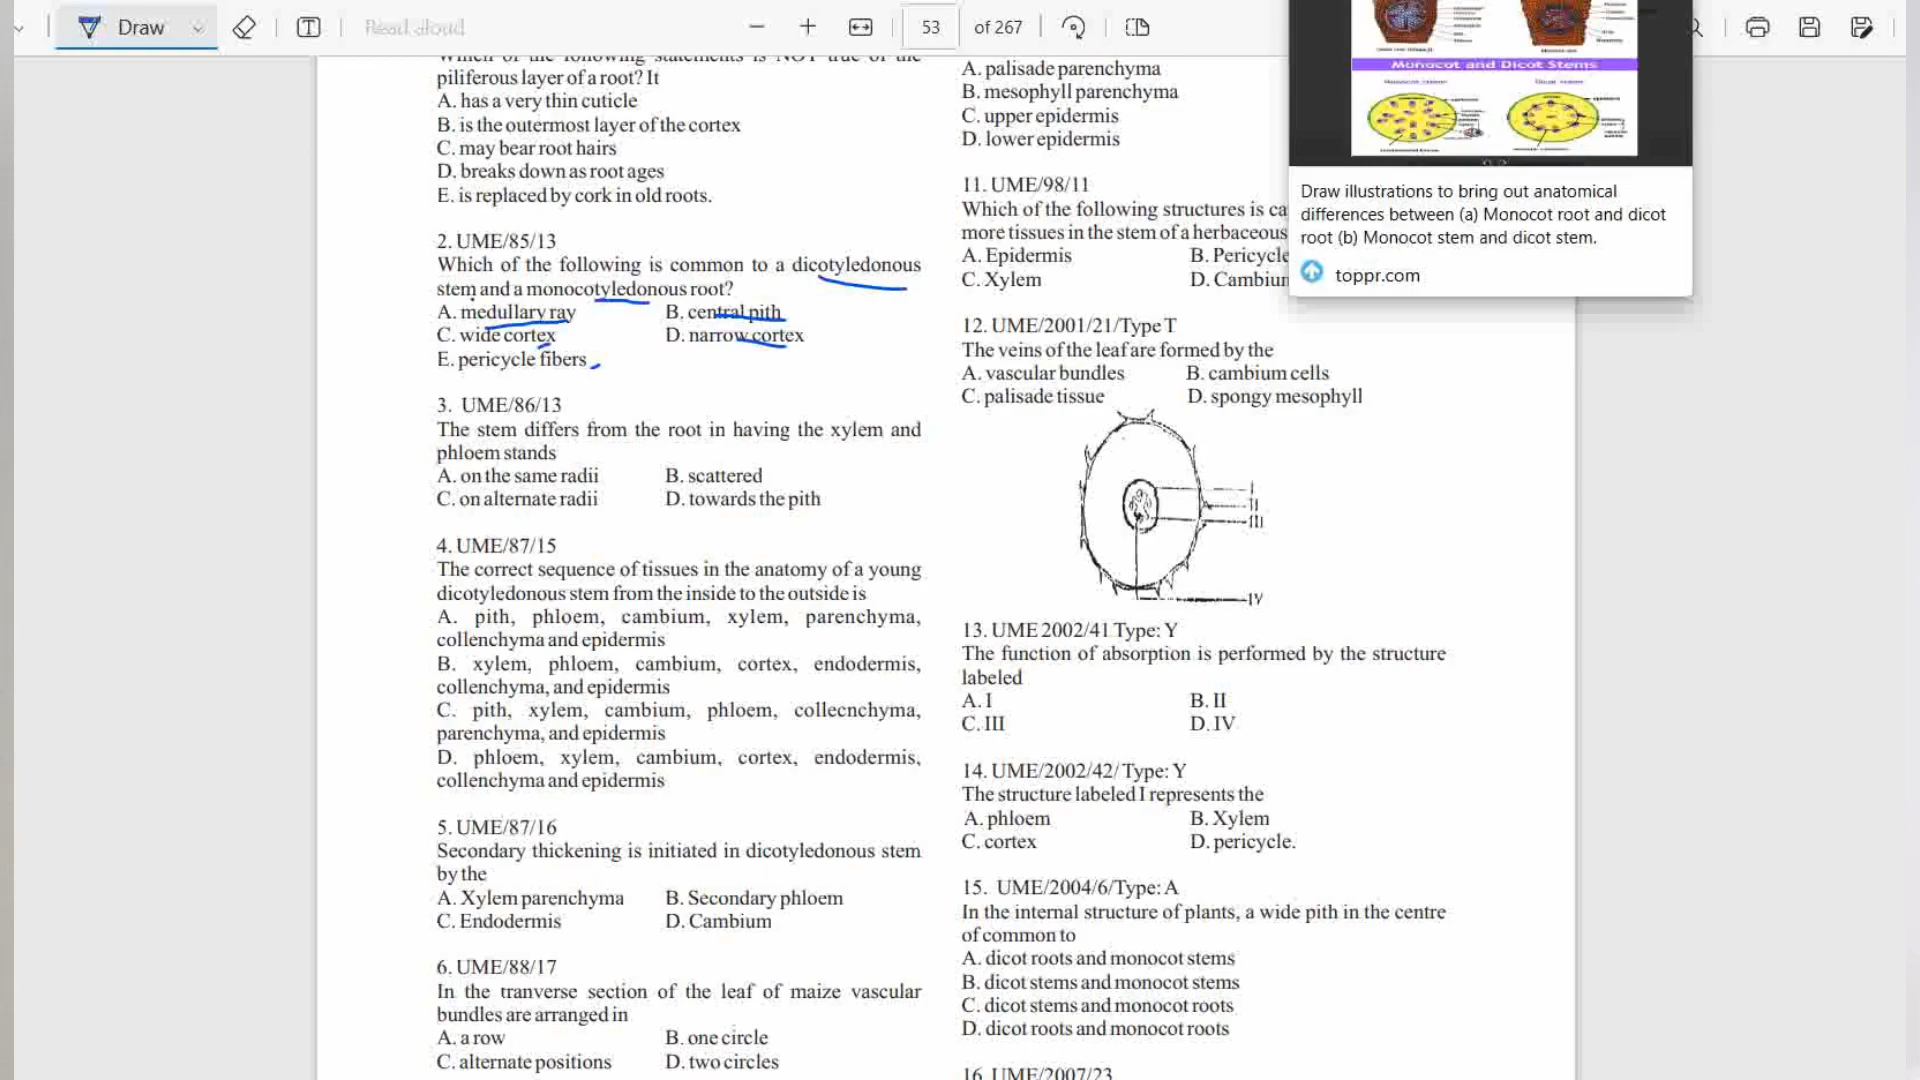 Draw
Read aloud
53
of 267
Which of the following statements is NOT true of the
piliferous layer of a root? It
A. has a very thin cuticle
B. is the outermost layer of the cortex
C. may bear root hairs
D. breaks down as root ages
E. is replaced by cork in old roots.
2. UME/85/13
Which of the following is common to a dicotyledonous
stem and a monocotyledonous root?
A. medullary ray B. central pith
C. wide cortex D. narrow cortex
E. pericycle fibers
3. UME/86/13
The stem differs from the root in having the xylem and
phloem stands
A. on the same radii B. scattered
C. on alternate radii D. towards the pith
4. UME/87/15
The correct sequence of tissues in the anatomy of a young
dicotyledonous stem from the inside to the outside is
A. pith, phloem, cambium, xylem, parenchyma,
collenchyma and epidermis
B. xylem, phloem, cambium, cortex, endodermis,
collenchyma, and epidermis
C. pith, xylem, cambium, phloem, collecnchyma,
parenchyma, and epidermis
D. phloem, xylem, cambium, cortex, endodermis,
collenchyma and epidermis
5. UME/87/16
Secondary thickening is initiated in dicotyledonous stem
by the
A. Xylem parenchyma B. Secondary phloem
C. Endodermis D. Cambium
6. UME/88/17
In the tranverse section of the leaf of maize vascular
bundles are arranged in
A. a row B. one circle
C. alternate positions D. two circles
A. palisade parenchyma
B. mesophyll parenchyma
C. upper epidermis
D. lower epidermis
11. UME/98/11
Which of the following structures is ca
more tissues in the stem of a herbaceous
A. Epidermis B. Pericycle
C. Xylem D. Cambiun
12. UME/2001/21/Type T
The veins of the leaf are formed by the
A. vascular bundles B. cambium cells
C. palisade tissue D. spongy mesophyll
I
II
III
IV
13. UME 2002/41 Type: Y
The function of absorption is performed by the structure
labeled
A. I B. II
C. III D. IV
14. UME/2002/42/ Type: Y
The structure labeled I represents the
A. phloem B. Xylem
C. cortex D. pericycle.
15. UME/2004/6/Type: A
In the internal structure of plants, a wide pith in the centre
of common to
A. dicot roots and monocot stems
B. dicot stems and monocot stems
C. dicot stems and monocot roots
D. dicot roots and monocot roots
16. UME/2007/23
Monocot and Dicot Stems
Draw illustrations to bring out anatomical
differences between (a) Monocot root and dicot
root (b) Monocot stem and dicot stem.
toppr.com